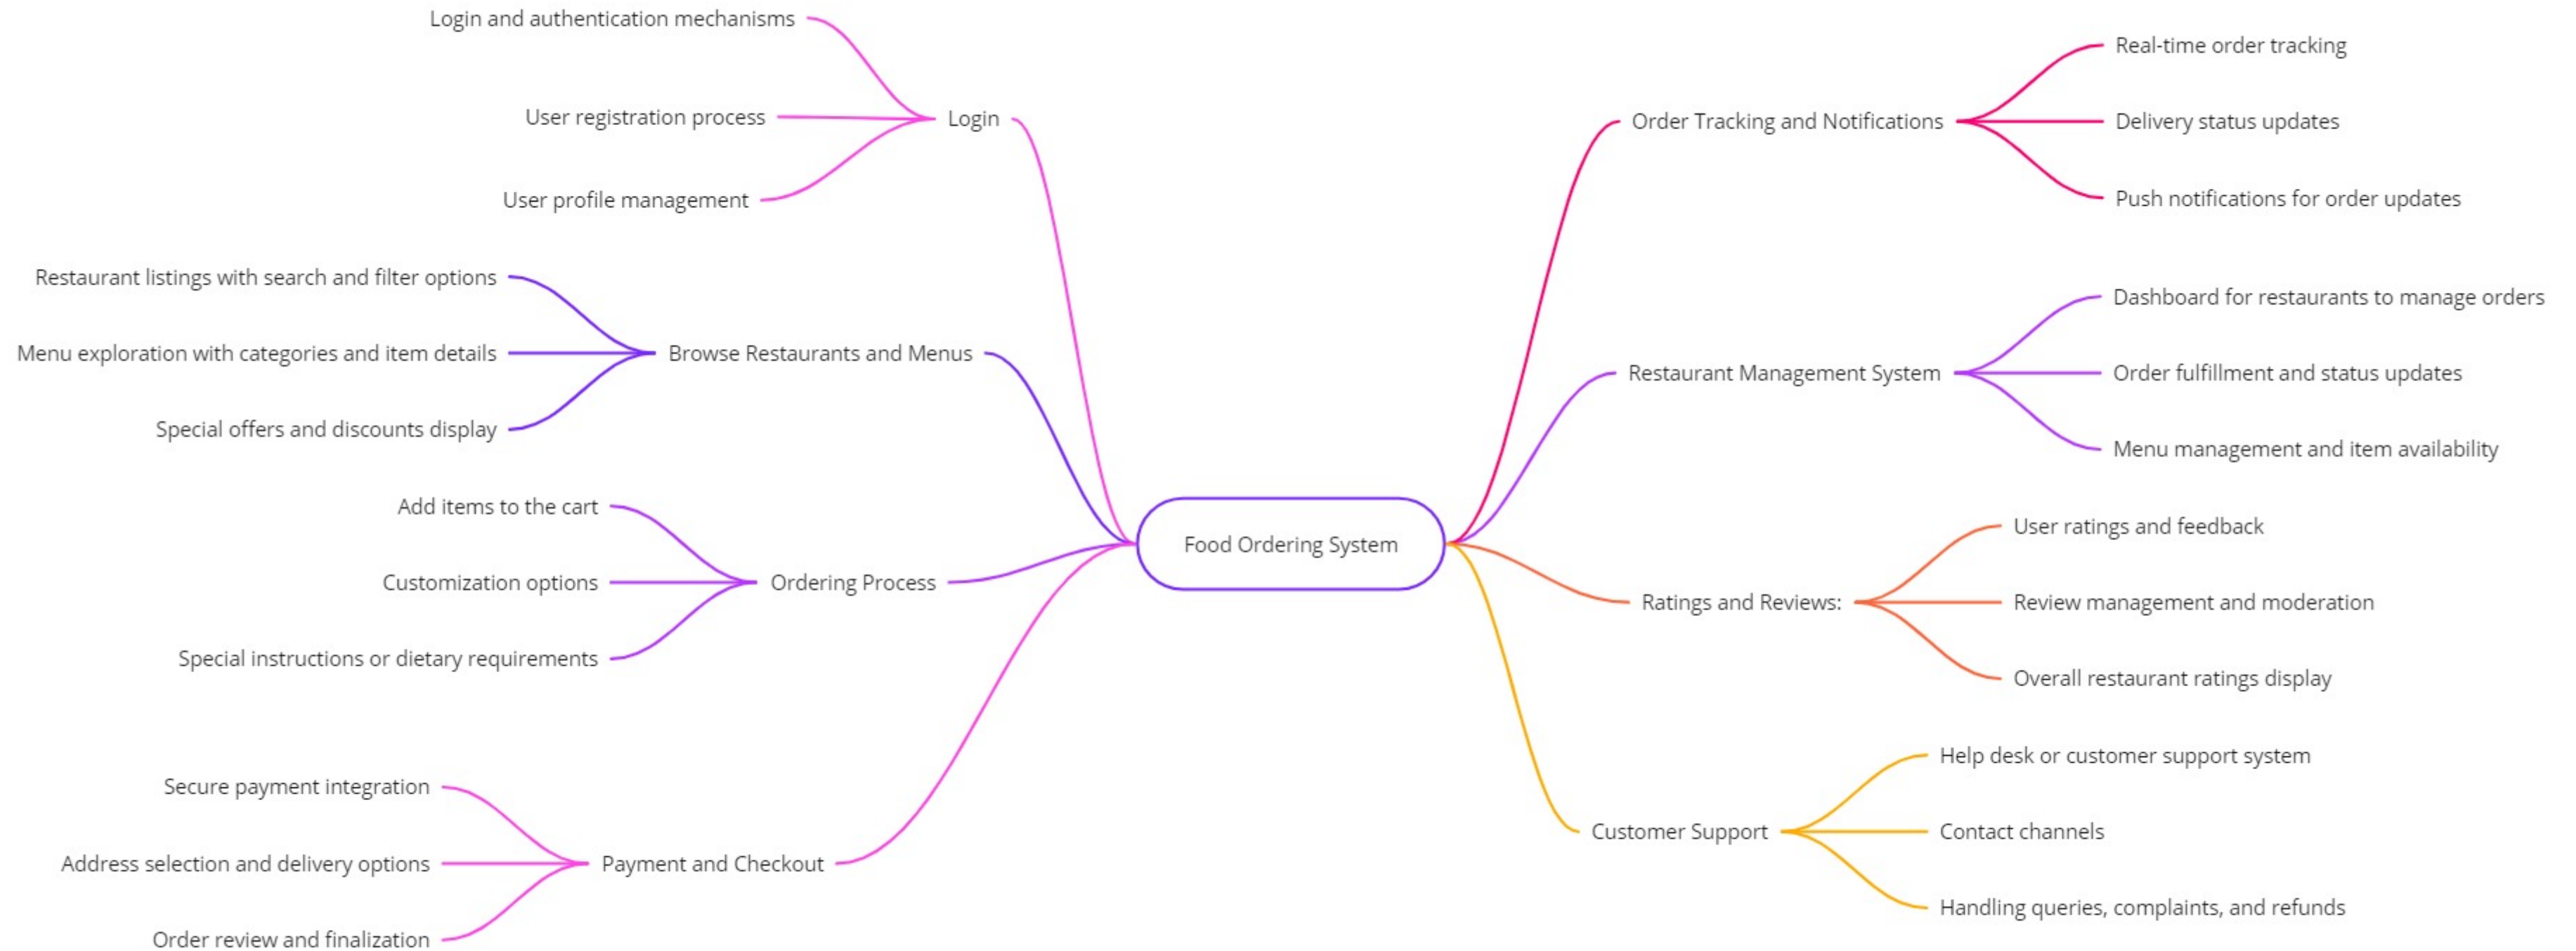 Login and authentication mechanisms
User registration process
User profile management
Login
Restaurant listings with search and filter options
Menu exploration with categories and item details
Special offers and discounts display
Browse Restaurants and Menus
Add items to the cart
Customization options
Special instructions or dietary requirements
Ordering Process
Secure payment integration
Address selection and delivery options
Order review and finalization
Payment and Checkout
Food Ordering System
Order Tracking and Notifications
Real-time order tracking
Delivery status updates
Push notifications for order updates
Restaurant Management System
Dashboard for restaurants to manage orders
Order fulfillment and status updates
Menu management and item availability
Ratings and Reviews:
User ratings and feedback
Review management and moderation
Overall restaurant ratings display
Customer Support
Help desk or customer support system
Contact channels
Handling queries, complaints, and refunds